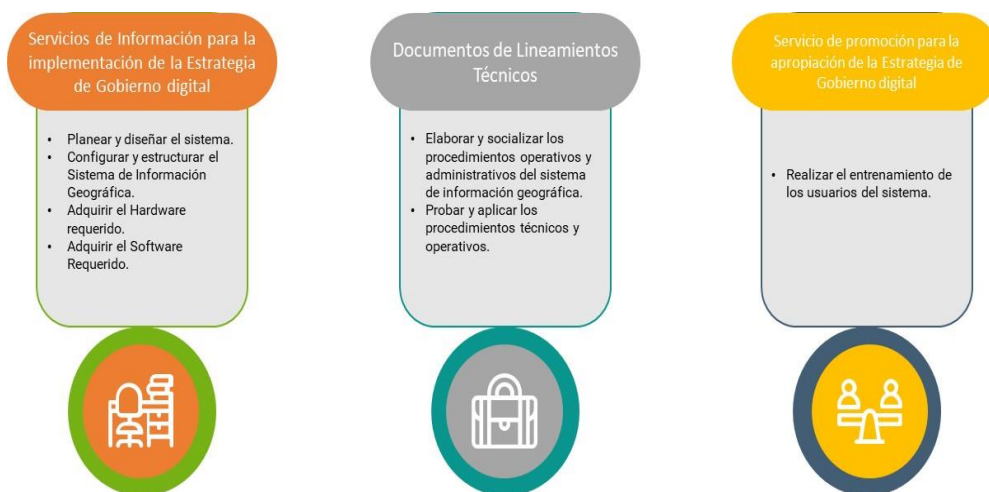 Servicios de Información para la
implementación de la Estrategia
de Gobierno digital
• Planear y diseñar el sistema.
• Configurar y estructurar el
Sistema de Información
Geográfica.
• Adquirir el Hardware
requerido.
• Adquirir el Software
Requerido.
Documentos de Lineamientos
Técnicos
• Elaborar y socializar los
procedimientos operativos y
administrativos del sistema
de información geográfica.
• Probar y aplicar los
procedimientos técnicos y
operativos.
Servicio de promoción para la
apropiación de la Estrategia de
Gobierno digital
• Realizar el entrenamiento de
los usuarios del sistema.